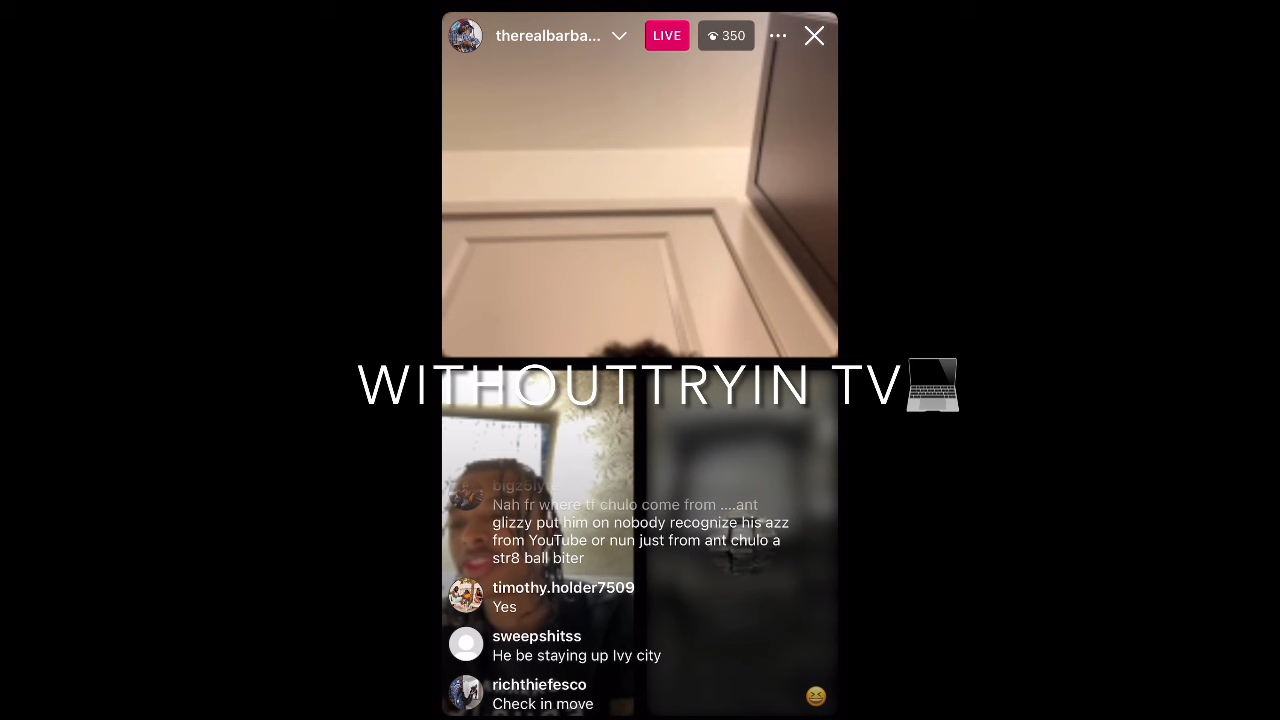 therealbarba...
LIVE
350
WITHOUTTRYIN TV
Nah fr where tf chulo come from ....ant
glizzy put him on nobody recognize his azz
from YouTube or nun just from ant chulo a
str8 ball biter
timothy.holder7509
Yes
sweepshitss
He be staying up Ivy city
richthiefesco
Check in move